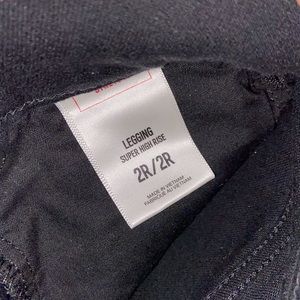 LEGGING
SUPER HIGH RISE
2R/2R
MADE IN VIETNAM
FABRIQUÉ AU VIETNAM